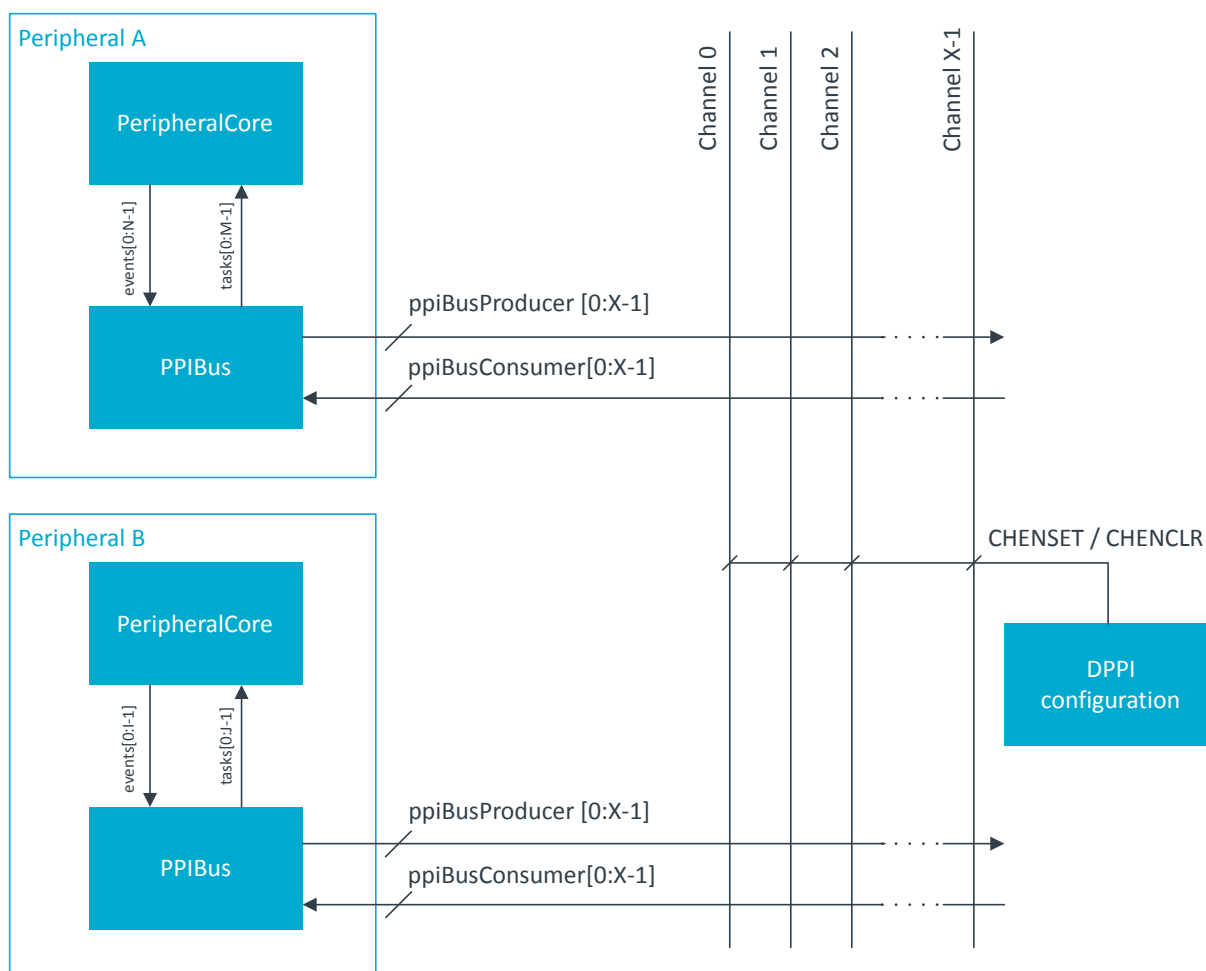 Peripheral A
PeripheralCore
events[0:N-1]
tasks[0:M-1]
PPIBus
ppiBusProducer [0:X-1]
ppiBusConsumer[0:X-1]
Channel 0
Channel 1
Channel 2
Channel X-1
Peripheral B
PeripheralCore
events[0:I-1]
tasks[0:J-1]
PPIBus
ppiBusProducer [0:X-1]
ppiBusConsumer[0:X-1]
CHENSET / CHENCLR
DPPI
configuration